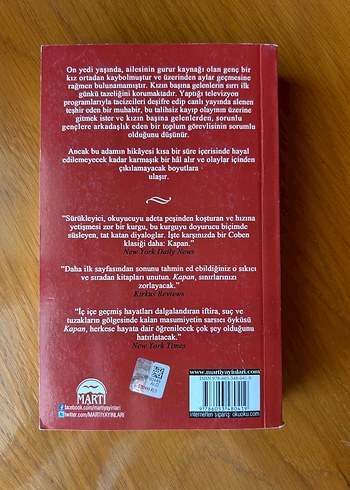 On yedi yaşında, ailesinin gurur kaynağı olan genç bir
kız ortadan kaybolmuştur ve üzerinden aylar geçmesine
rağmen bulunamamıştır. Kızın başına gelenlerin sırrı ilk
günkü tazeliğini korumaktadır. Yaptığı televizyon
programlarıyla tacizcileri deşifre edip canlı yayında alenen
teşhir eden bir muhabir, bu talihsiz kayıp olayının üzerine
gitmek ister ve kızın başına gelenlerden, sorunlu
gençlere arkadaşlık eden bir toplum görevlisinin sorumlu
olduğunu düşünür.
Ancak bu adamın hikâyesi kısa bir süre içerisinde hayal
edilemeyecek kadar karmaşık bir hâl alır ve olaylar içinden
çıkılamayacak boyutlara
ulaşır.
"Sürükleyici, okuyucuyu adeta peşinden koşturan ve hızına
yetişmesi zor bir kurgu, bu kurguyu doyurucu biçimde
süsleyen, tat katan diyaloglar. İşte karşınızda bir Coben
klasiği daha: Kapan."
New York Daily News
"Daha ilk sayfasından sonunu tahmin ed ebildiğiniz o sıkıcı
ve sıradan kitapları unutun. Kapan, sınırlarınızı
zorlayacak."
Kirkus Reviews
"İç içe geçmiş hayatları dalgalandıran iftira, suç ve
tuzakların gölgesinde kalan masumiyetin sarsıcı öyküsü
Kapan, herkese hayata dair öğrenilecek çok şey olduğunu
hatırlatacak."
New York Times
MARTI
facebook.com/martiyayinlari
twitter.com/MARTIYAYINLARI
www.martiyayinlari.com
internetten sipariş: okuoku.com